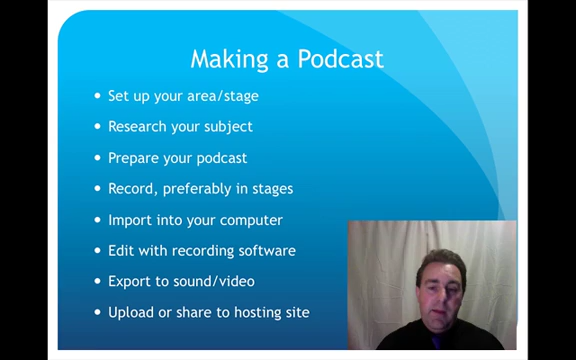 Making a Podcast
• Set up your area/stage
• Research your subject
• Prepare your podcast
• Record, preferably in stages
• Import into your computer
• Edit with recording software
• Export to sound/video
• Upload or share to hosting site